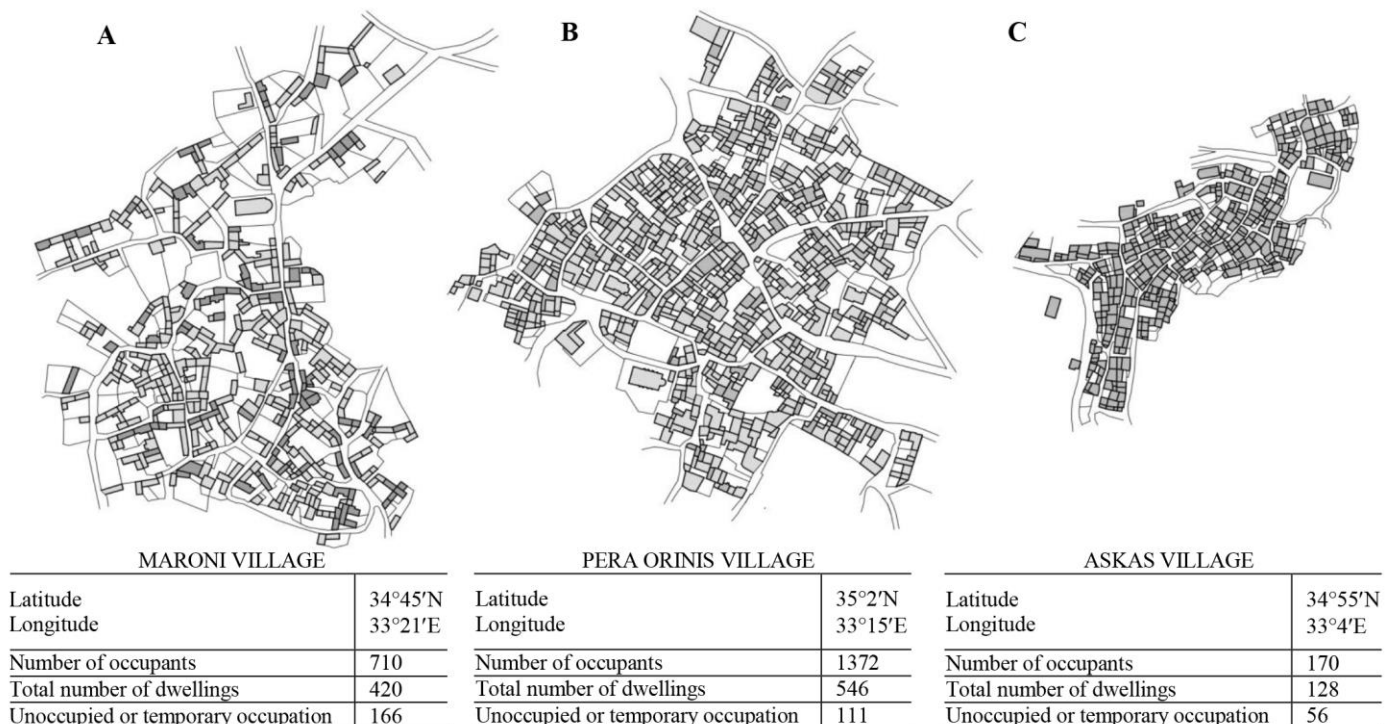 A
B
C
MARONI VILLAGE
Latitude 34°45′N
Longitude 33°21′E
Number of occupants 710
Total number of dwellings 420
Unoccupied or temporary occupation 166
PERA ORINIS VILLAGE
Latitude 35°2′N
Longitude 33°15′E
Number of occupants 1372
Total number of dwellings 546
Unoccupied or temporary occupation 111
ASKAS VILLAGE
Latitude 34°55′N
Longitude 33°4′E
Number of occupants 170
Total number of dwellings 128
Unoccupied or temporary occupation 56